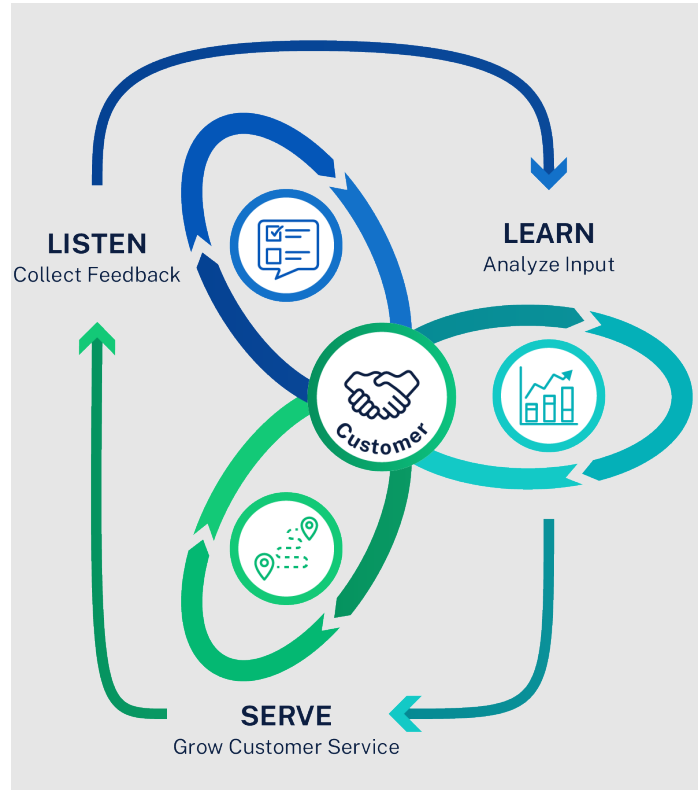 LISTEN
Collect Feedback
LEARN
Analyze Input
Customer
SERVE
Grow Customer Service